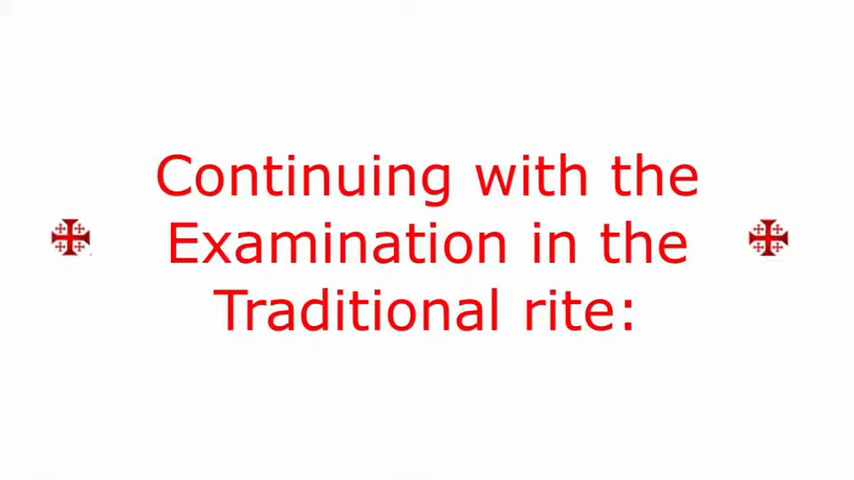 Continuing with the
Examination in the
Traditional rite: